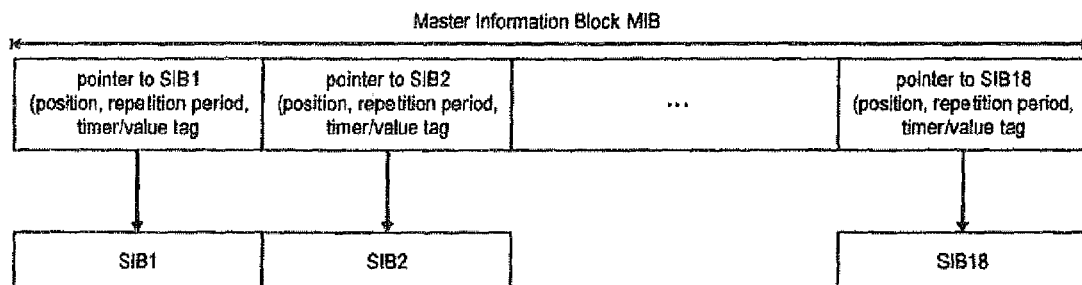 Master Information Block MIB
pointer to SIB1
(position, repetition period,
timer/value tag
pointer to SIB2
(position, repetition period,
timer/value tag
...
pointer to SIB18
(position, repetition period,
timer/value tag
SIB1
SIB2
SIB18